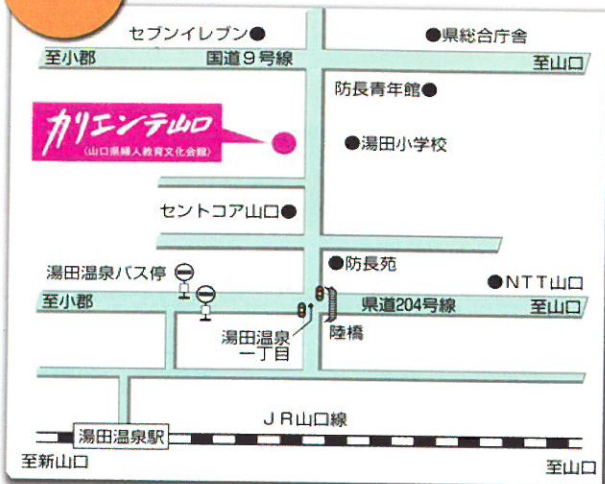 セブンイレブン●
●県総合庁舎
至小郡
国道9号線
至山口
防長青年館●
カリエンテ山口
(山口県婦人教育文化会館)
●湯田小学校
セントコア山口●
湯田温泉バス停
●防長苑
●NTT山口
至小郡
県道204号線
至山口
湯田温泉
一丁目
陸橋
JR山口線
湯田温泉駅
至新山口
至山口